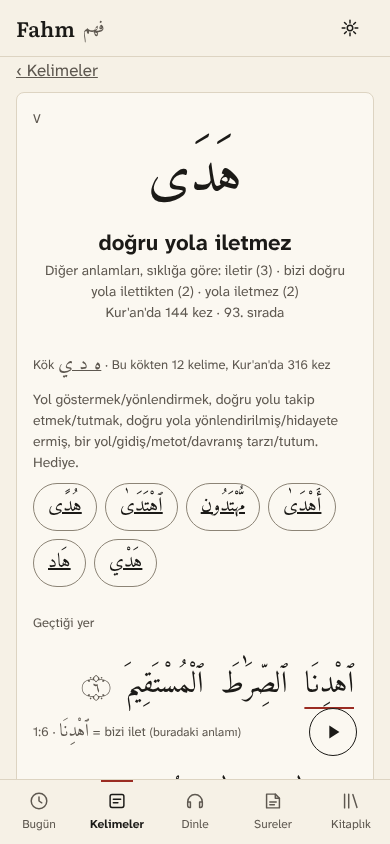 Fahm فهم
‹ Kelimeler
V
هَدَى
doğru yola iletmez
Diğer anlamları, sıklığa göre: iletir (3) · bizi doğru
yola ilettikten (2) · yola iletmez (2)
Kur'an'da 144 kez · 93. sırada
Kök ه د ي · Bu kökten 12 kelime, Kur'an'da 316 kez
Yol göstermek/yönlendirmek, doğru yolu takip
etmek/tutmak, doğru yola yönlendirilmiş/hidayete
ermiş, bir yol/gidiş/metot/davranış tarzı/tutum.
Hediye.
هُدًى ٱهْتَدَىٰ مُّهْتَدُون أَهْدَىٰ
هَاد هَدْي
Geçtiği yer
ٱهْدِنَا ٱلصِّرَٰطَ ٱلْمُسْتَقِيمَ ٦
1:6 · ٱهْدِنَا = bizi ilet (buradaki anlamı)
Bugün Kelimeler Dinle Sureler Kitaplık